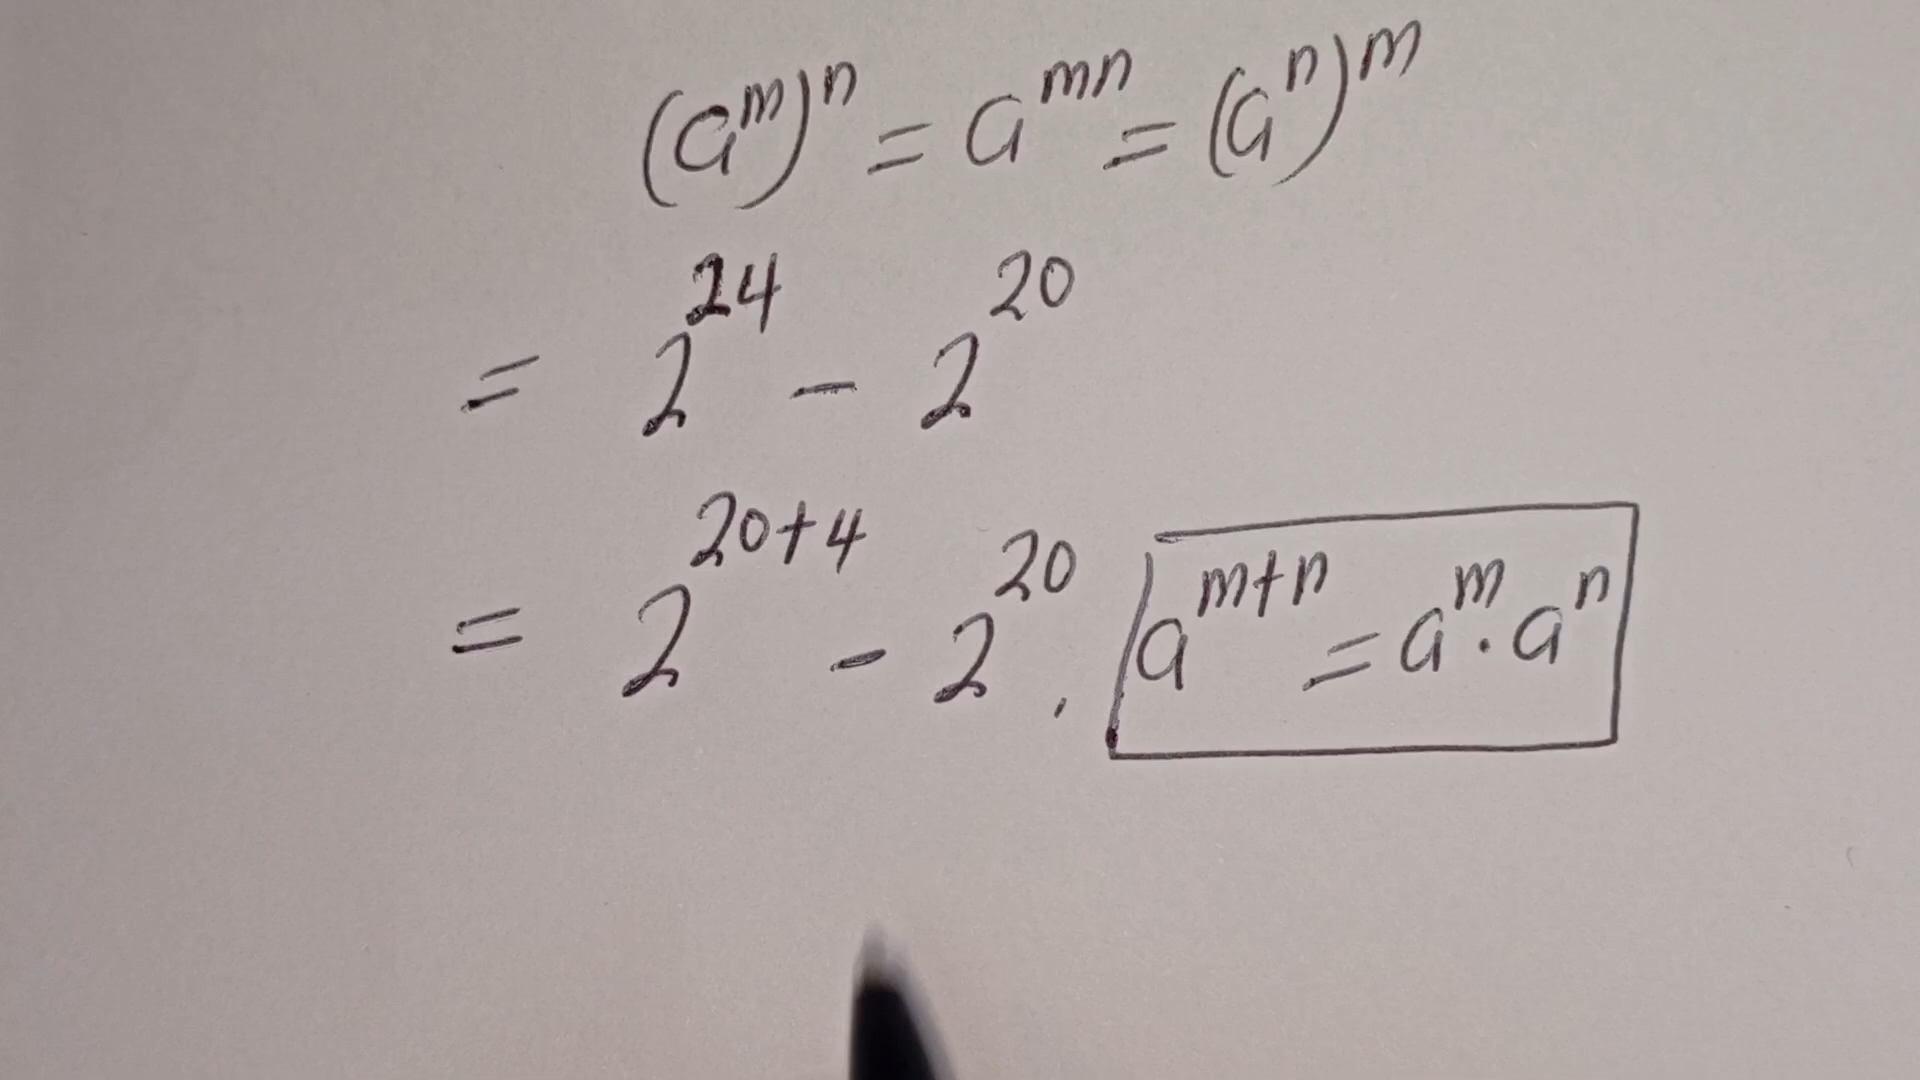 (a^m)^n = a^mn = (a^n)^m
= 2^24 - 2^20
= 2^20+4 - 2^20 , a^m+n = a^m · a^n